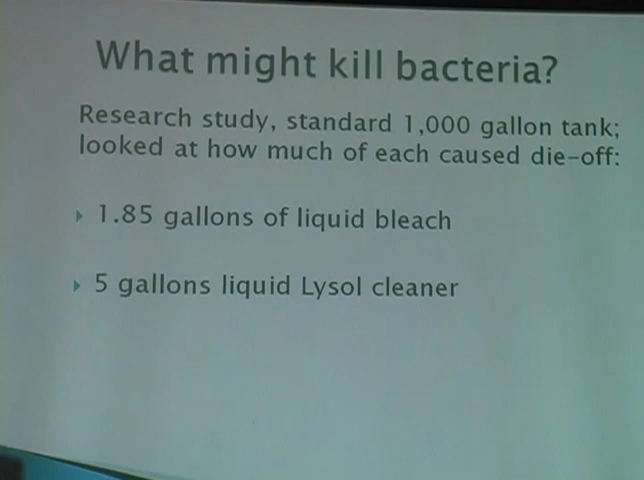 What might kill bacteria?
Research study, standard 1,000 gallon tank;
looked at how much of each caused die-off:
1.85 gallons of liquid bleach
5 gallons liquid Lysol cleaner